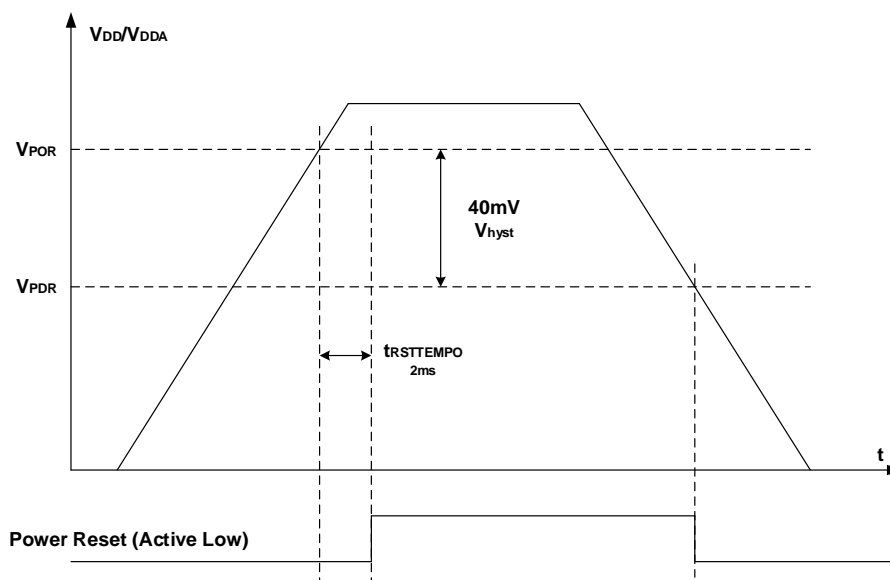 VDD/VDDA
VPOR
40mV
Vhyst
VPDR
tRSTTEMPO
2ms
t
Power Reset (Active Low)